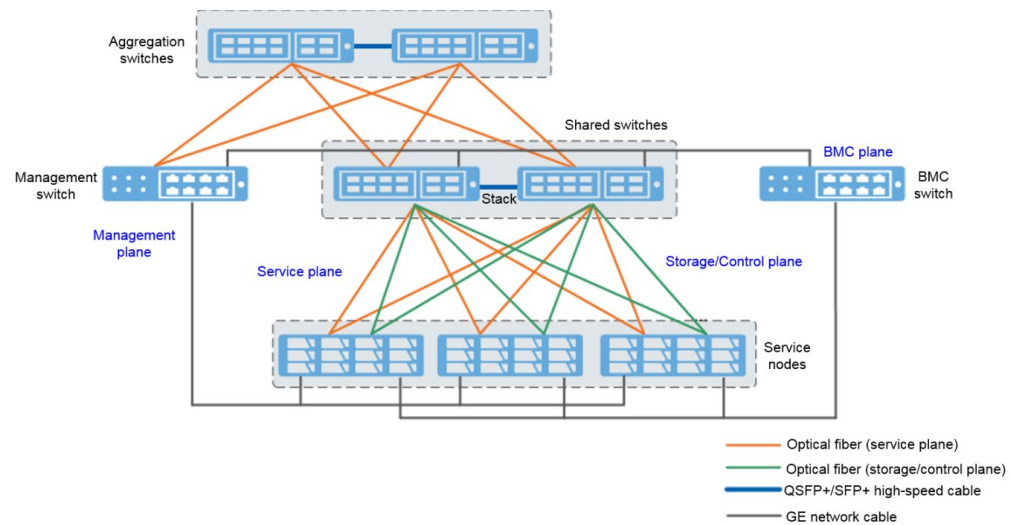 Aggregation
switches
Shared switches
Management
switch
BMC plane
BMC
switch
Stack
Management
plane
Service plane
Storage/Control plane
...
Service
nodes
Optical fiber (service plane)
Optical fiber (storage/control plane)
QSFP+/SFP+ high-speed cable
GE network cable